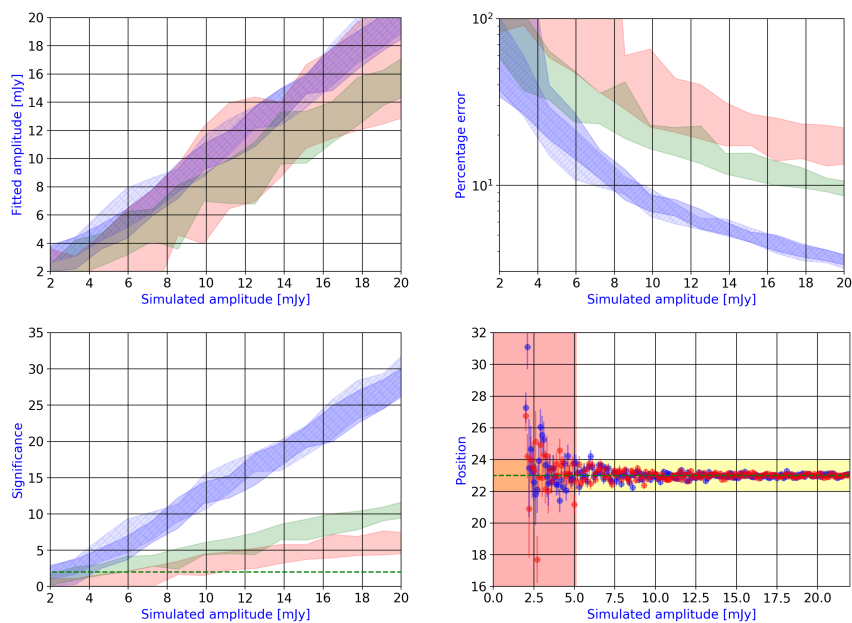 20
18
16
14
12
10
8
6
4
2
Fitted amplitude [mJy]
2 4 6 8 10 12 14 16 18 20
Simulated amplitude [mJy]
10²
10¹
Percentage error
2 4 6 8 10 12 14 16 18 20
Simulated amplitude [mJy]
35
30
25
20
15
10
5
0
Significance
2 4 6 8 10 12 14 16 18 20
Simulated amplitude [mJy]
32
30
28
26
24
22
20
18
16
Position
0.0 2.5 5.0 7.5 10.0 12.5 15.0 17.5 20.0
Simulated amplitude [mJy]